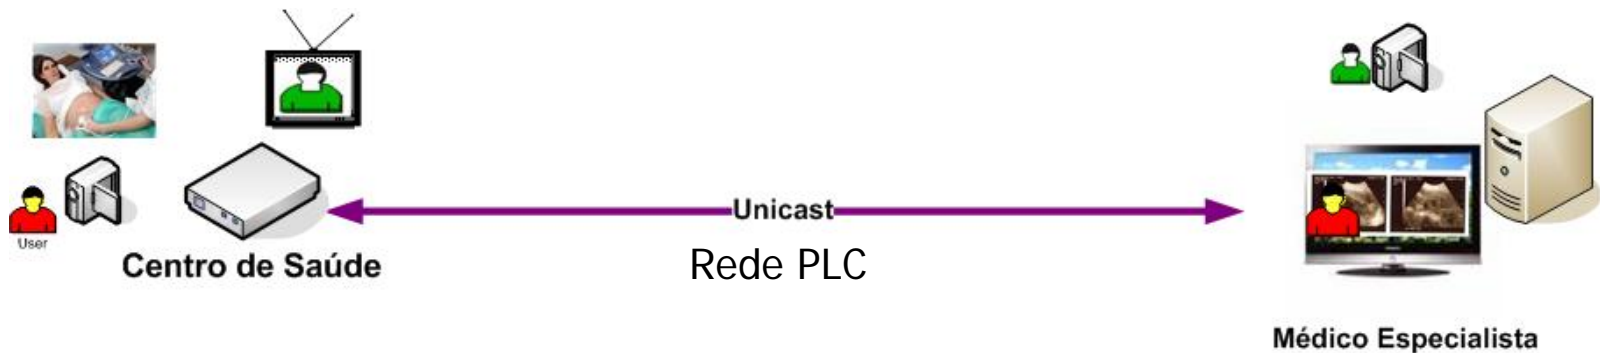 User
Centro de Saúde
Unicast
Rede PLC
Médico Especialista